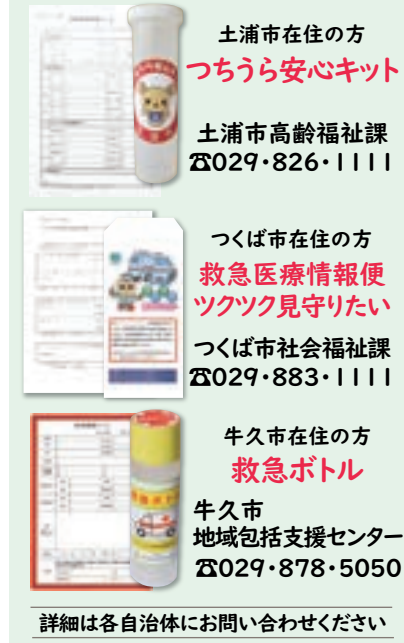 土浦市在住の方
つちうら安心キット
土浦市高齢福祉課
☎029・826・1111
つくば市在住の方
救急医療情報便
ツクツク見守りたい
つくば市社会福祉課
☎029・883・1111
牛久市在住の方
救急ボトル
牛久市
地域包括支援センター
☎029・878・5050
詳細は各自治体にお問い合わせください